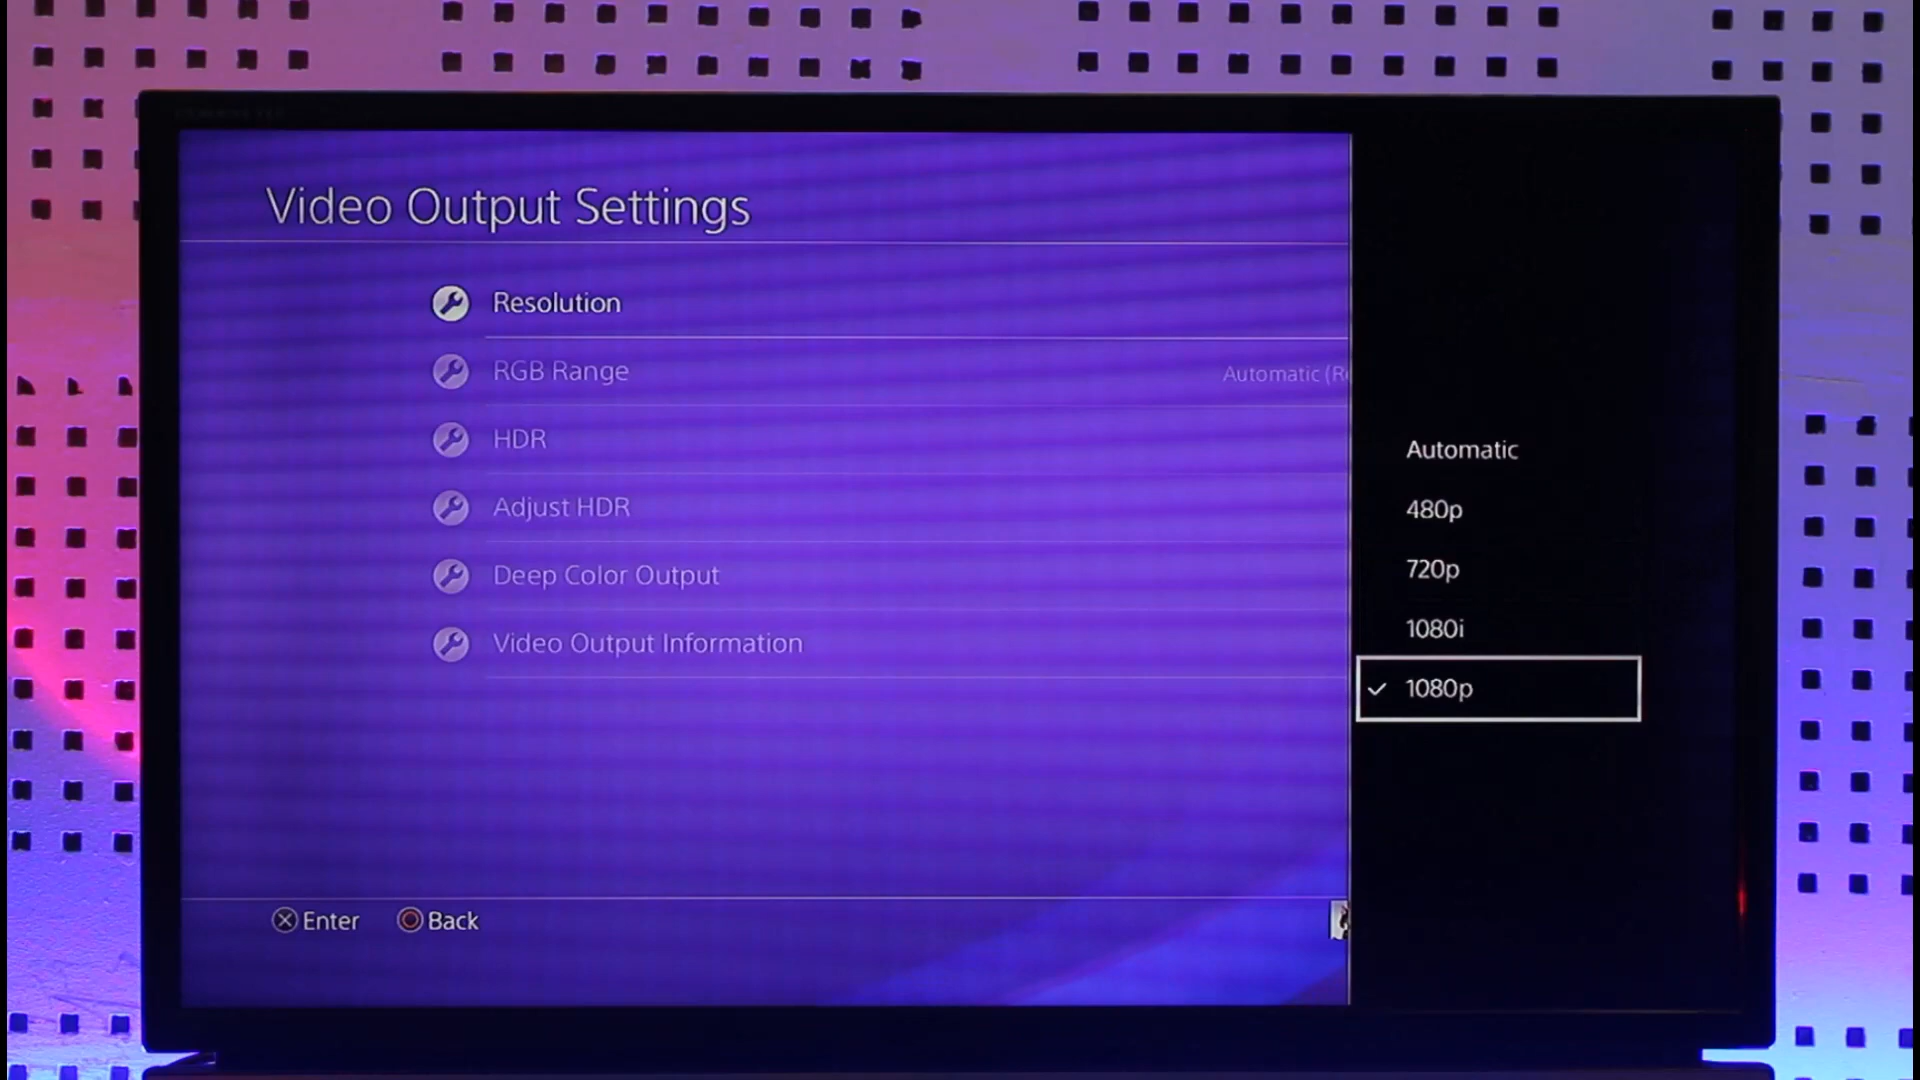 Video Output Settings
Resolution
RGB Range
Automatic (R
HDR
Adjust HDR
Deep Color Output
Video Output Information
Enter
Back
Automatic
480p
720p
1080i
1080p